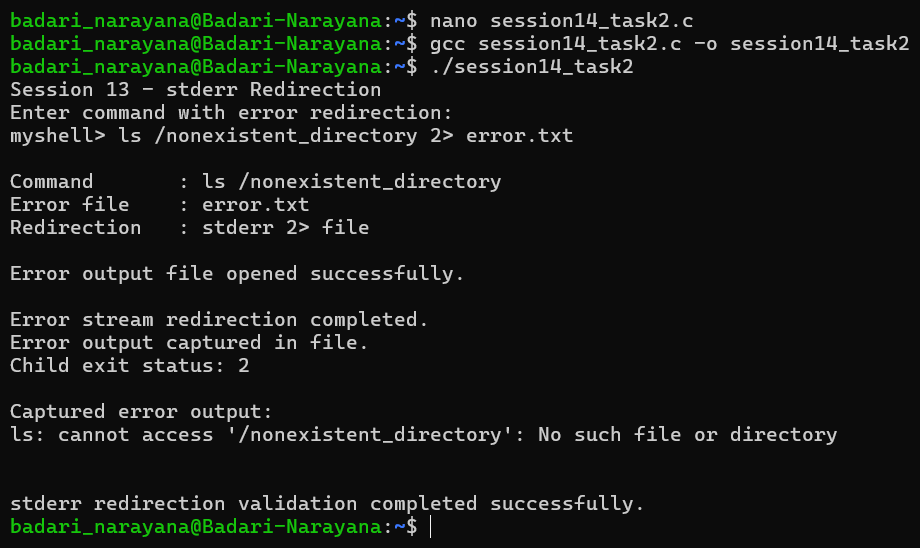 badari_narayana@Badari-Narayana:~$ nano session14_task2.c
badari_narayana@Badari-Narayana:~$ gcc session14_task2.c -o session14_task2
badari_narayana@Badari-Narayana:~$ ./session14_task2
Session 13 - stderr Redirection
Enter command with error redirection:
myshell> ls /nonexistent_directory 2> error.txt
Command       : ls /nonexistent_directory
Error file    : error.txt
Redirection   : stderr 2> file
Error output file opened successfully.
Error stream redirection completed.
Error output captured in file.
Child exit status: 2
Captured error output:
ls: cannot access '/nonexistent_directory': No such file or directory
stderr redirection validation completed successfully.
badari_narayana@Badari-Narayana:~$